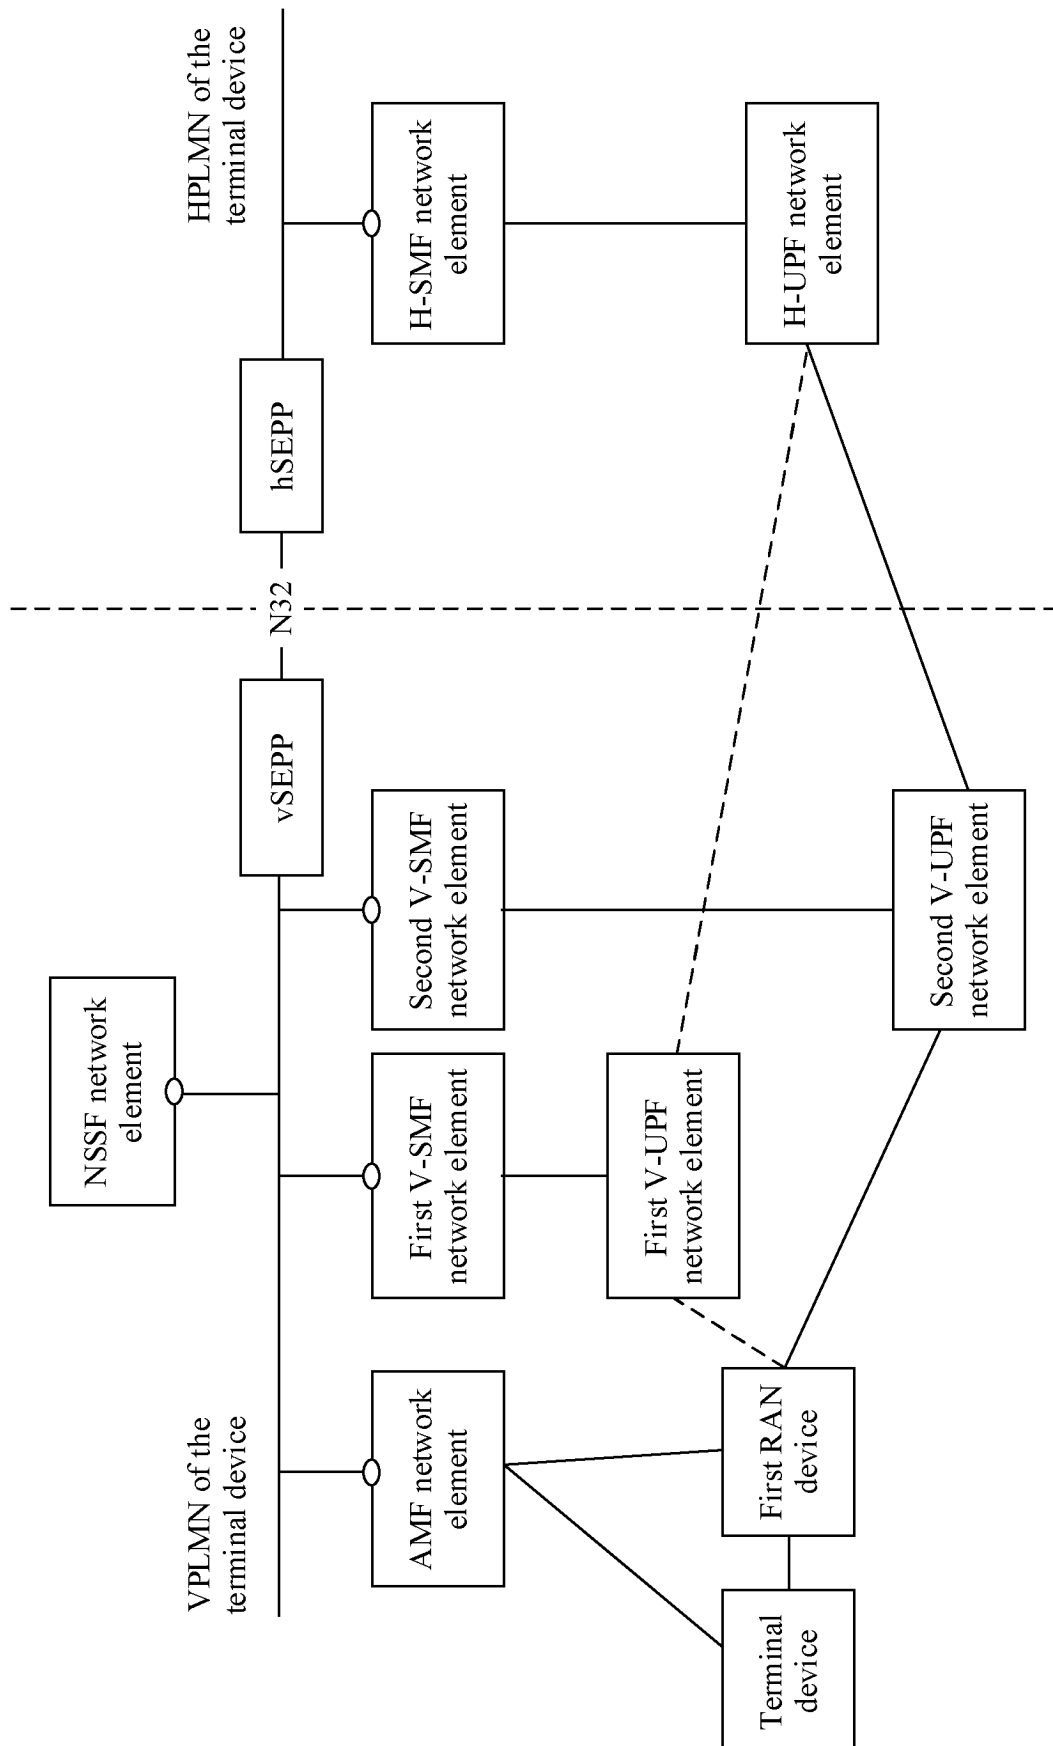 VPLMN of the
terminal device
HPLMN of the
terminal device
NSSF network
element
vSEPP
N32
hSEPP
AMF network
element
First V-SMF
network element
Second V-SMF
network element
H-SMF network
element
First V-UPF
network element
Terminal
device
First RAN
device
H-UPF network
element
Second V-UPF
network element